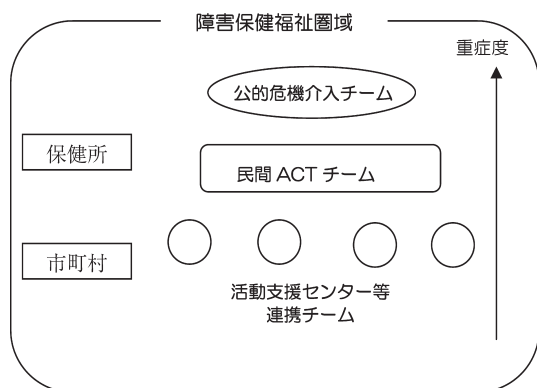 障害保健福祉圏域
重症度
公的危機介入チーム
保健所
民間 ACT チーム
市町村
活動支援センター等
連携チーム